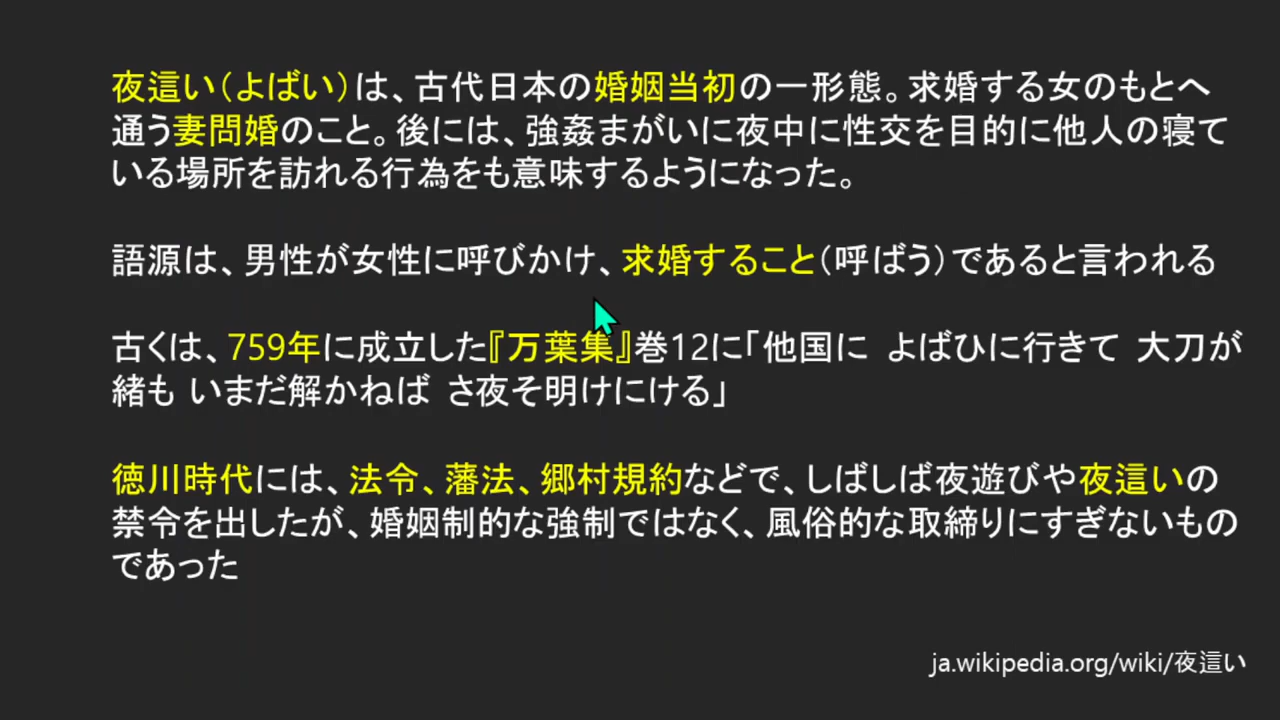 夜這い（よばい）は、古代日本の婚姻当初の一形態。求婚する女のもとへ
通う妻問婚のこと。後には、強姦まがいに夜中に性交を目的に他人の寝て
いる場所を訪れる行為をも意味するようになった。
語源は、男性が女性に呼びかけ、求婚すること（呼ばう）であると言われる
古くは、759年に成立した『万葉集』巻12に「他国に よばひに行きて 大刀が
緒も いまだ解かねば さ夜そ明けにける」
徳川時代には、法令、藩法、郷村規約などで、しばしば夜遊びや夜這いの
禁令を出したが、婚姻制的な強制ではなく、風俗的な取締りにすぎないもの
であった
ja.wikipedia.org/wiki/夜這い